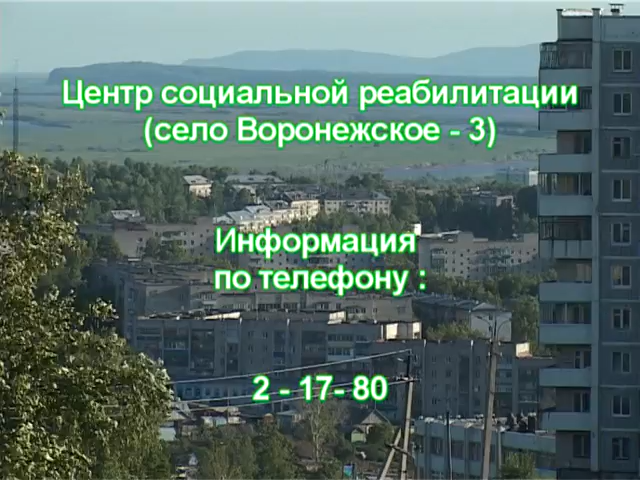 Центр социальной реабилитации
(село Воронежское - 3)
Информация
по телефону :
2 - 17- 80